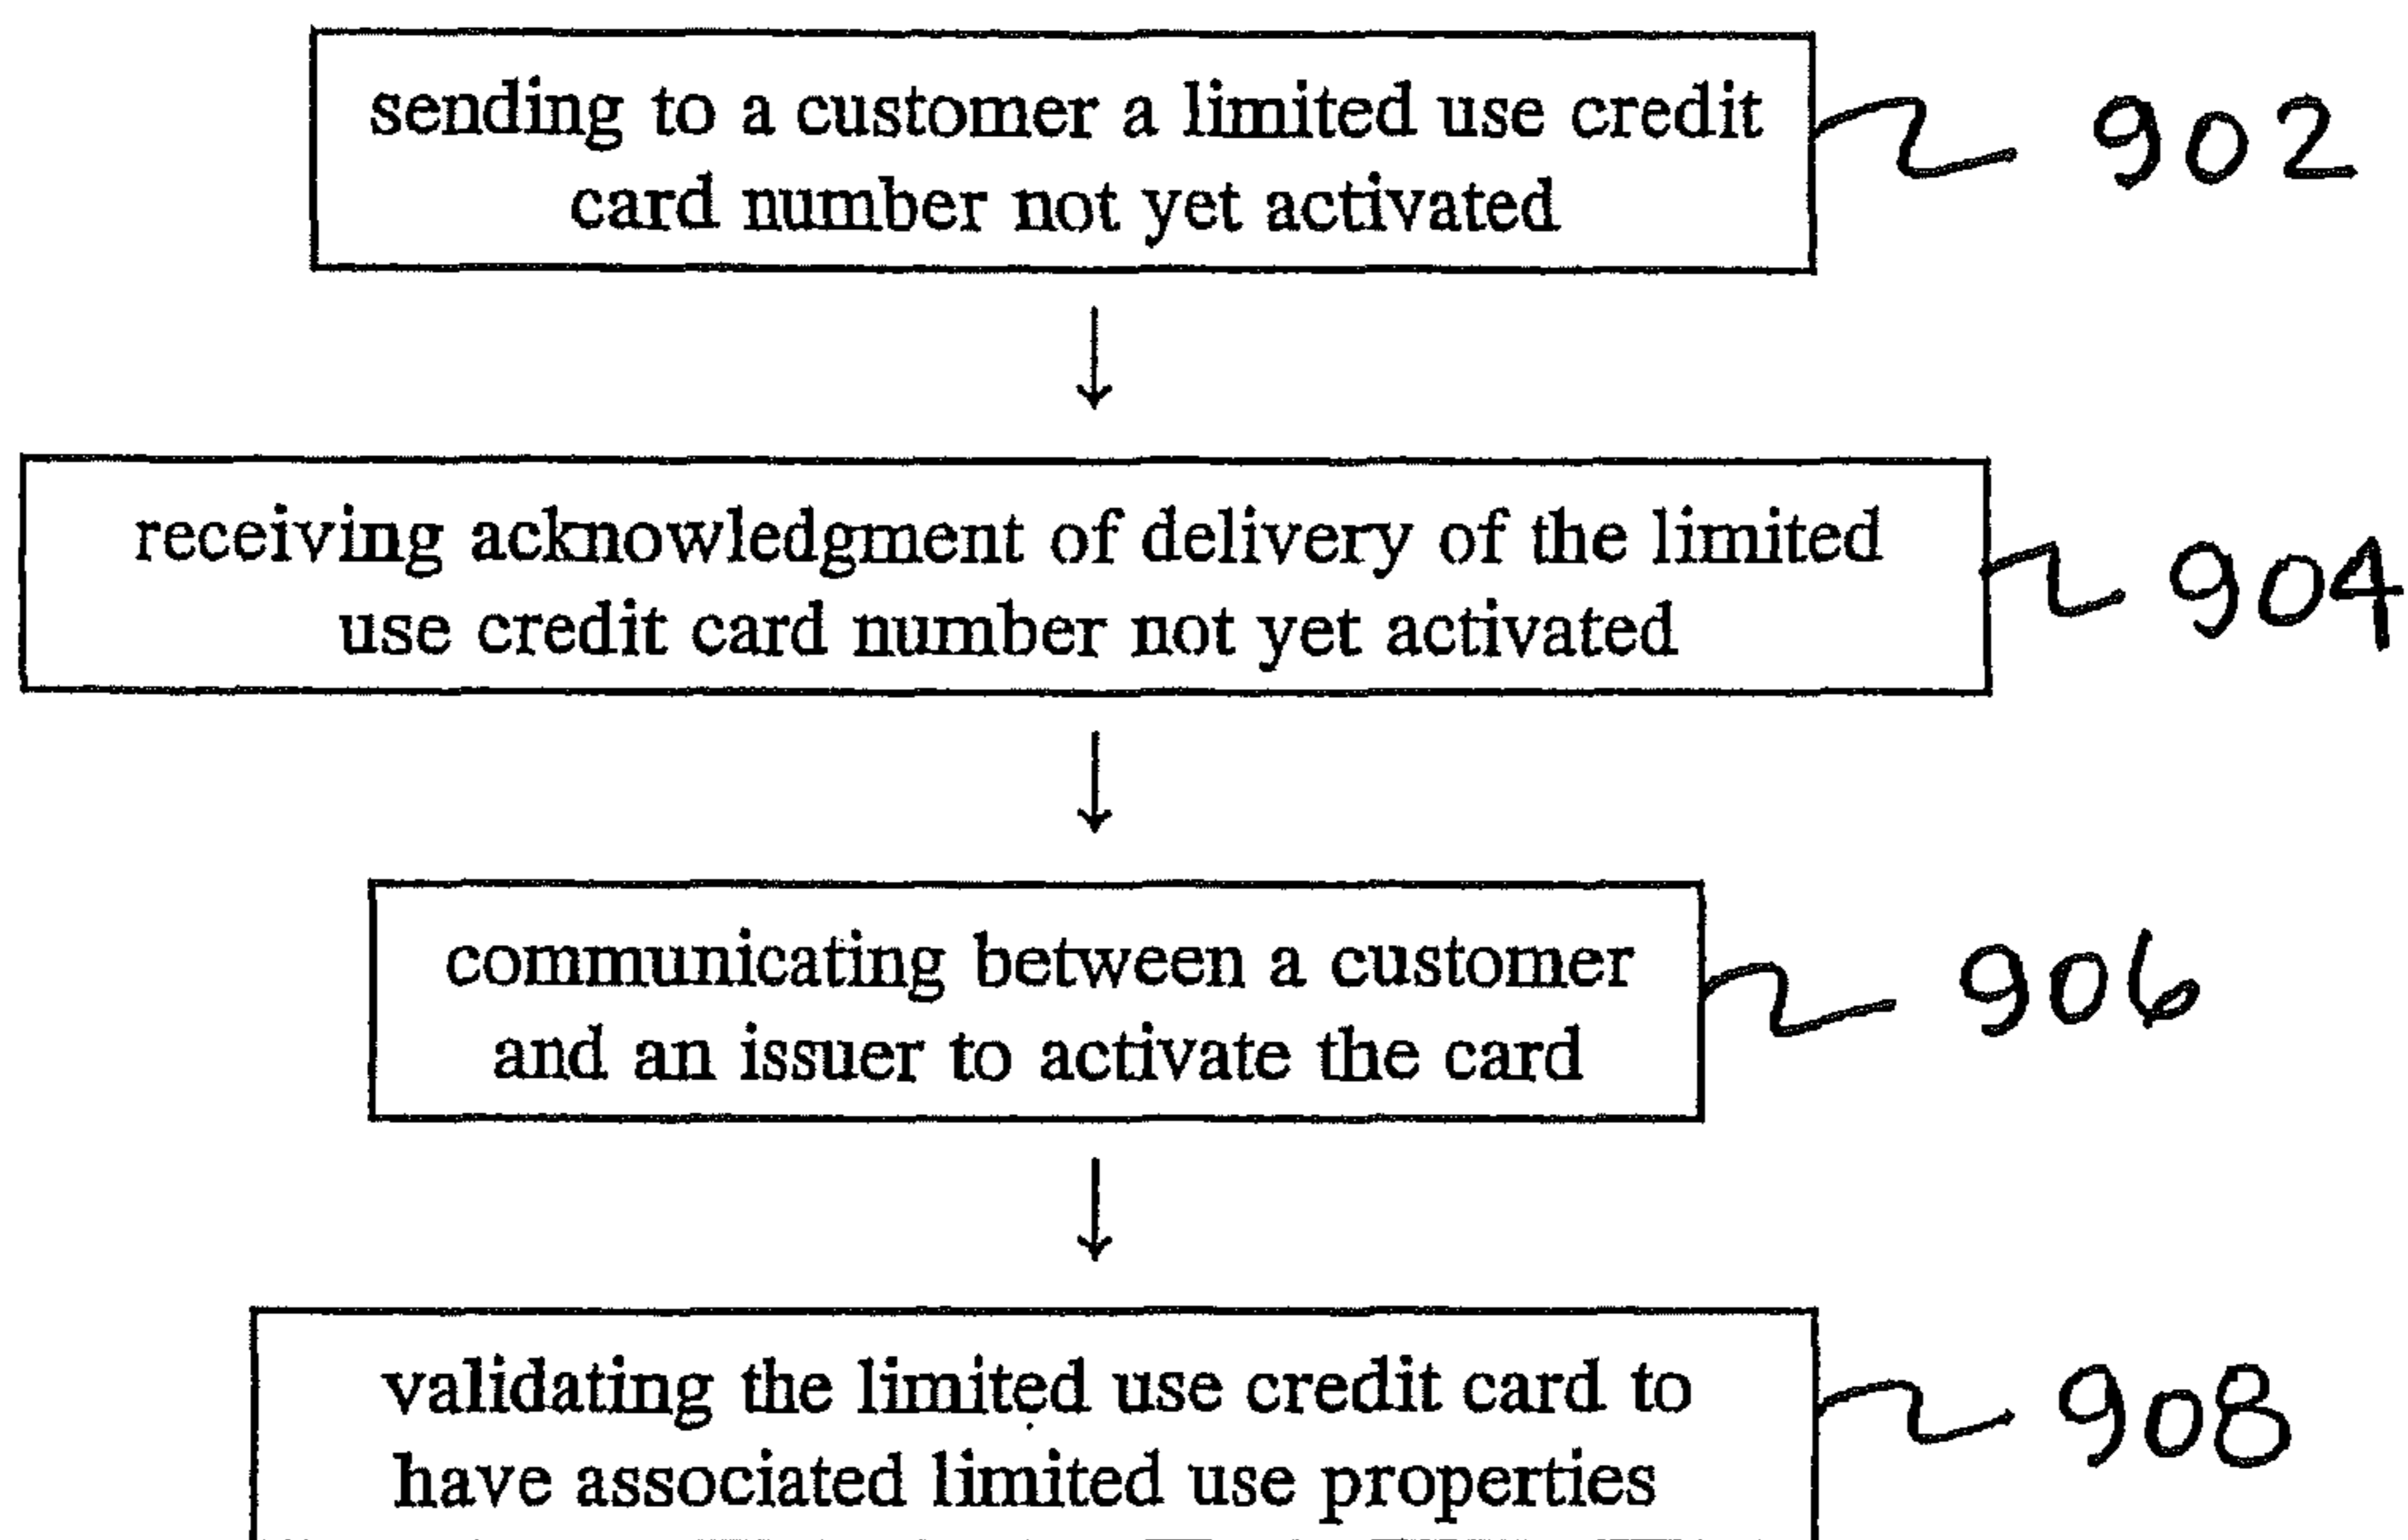 sending to a customer a limited use credit 902
card number not yet activated
receiving acknowledgment of delivery of the limited 904
use credit card number not yet activated
communicating between a customer 906
and an issuer to activate the card
validating the limited use credit card to 908
have associated limited use properties